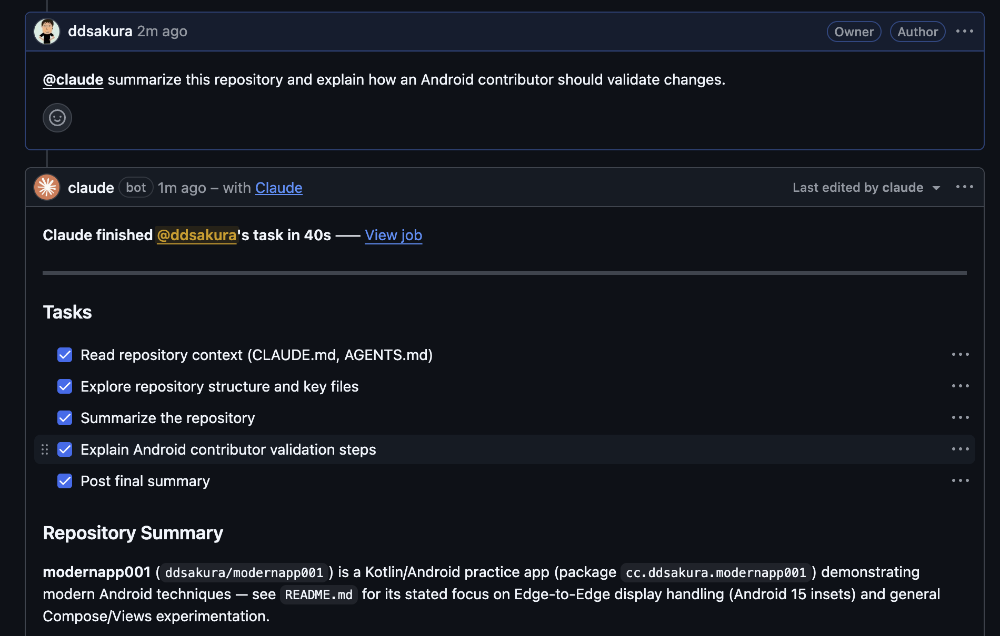 ddsakura 2m ago Owner Author
@claude summarize this repository and explain how an Android contributor should validate changes.
claude bot 1m ago – with Claude Last edited by claude
Claude finished @ddsakura's task in 40s —— View job
Tasks
Read repository context (CLAUDE.md, AGENTS.md)
Explore repository structure and key files
Summarize the repository
Explain Android contributor validation steps
Post final summary
Repository Summary
modernapp001 (ddsakura/modernapp001) is a Kotlin/Android practice app (package cc.ddsakura.modernapp001) demonstrating
modern Android techniques — see README.md for its stated focus on Edge-to-Edge display handling (Android 15 insets) and general
Compose/Views experimentation.